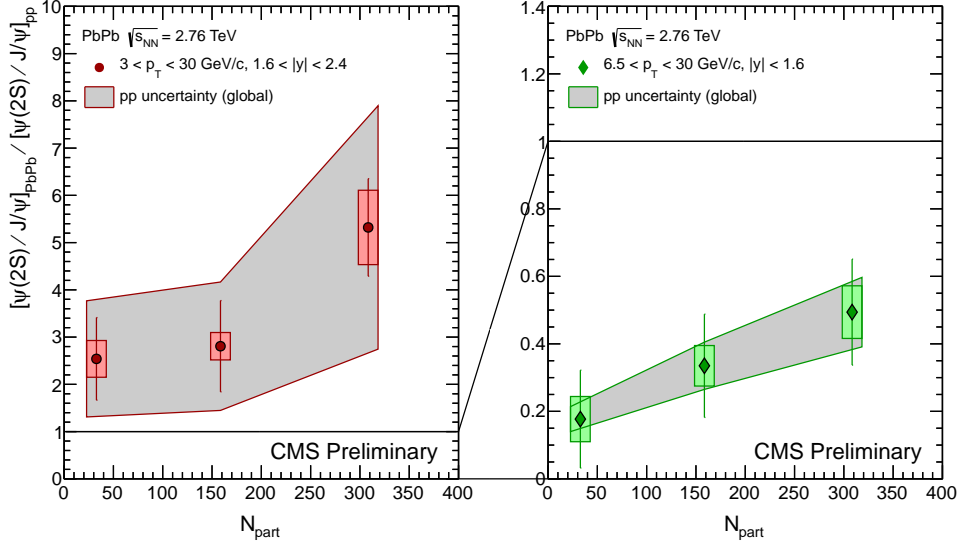 [ψ(2S) / J/ψ]PbPb / [ψ(2S) / J/ψ]pp
10
9
8
7
6
5
4
3
2
1
0
PbPb √sNN = 2.76 TeV
3 < pT < 30 GeV/c, 1.6 < |y| < 2.4
pp uncertainty (global)
CMS Preliminary
0 50 100 150 200 250 300 350 400
Npart
1.4
1.2
1
0.8
0.6
0.4
0.2
0
PbPb √sNN = 2.76 TeV
6.5 < pT < 30 GeV/c, |y| < 1.6
pp uncertainty (global)
CMS Preliminary
0 50 100 150 200 250 300 350 400
Npart